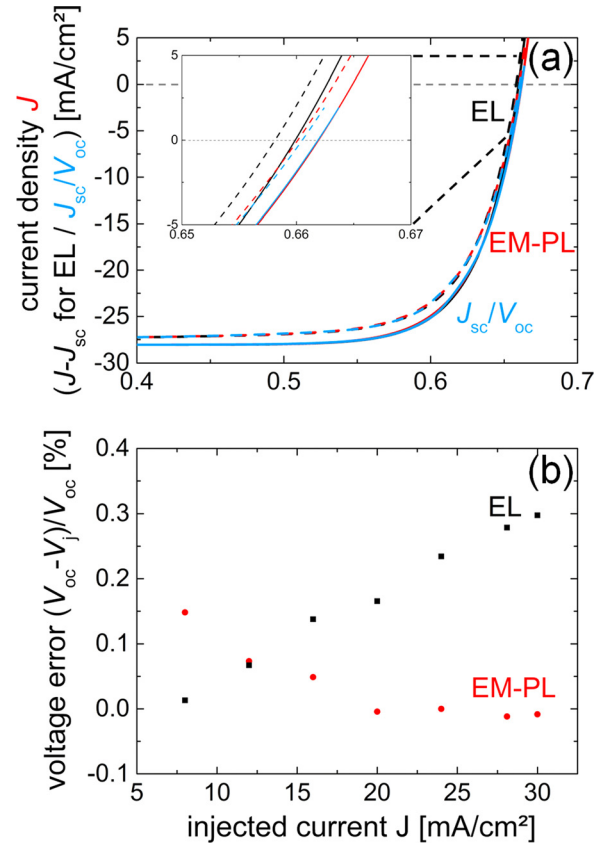 (a)
current density J
(J-Jsc for EL / Jsc/Voc) [mA/cm²]
5
0
-5
-10
-15
-20
-25
-30
5
0
-5
0.65
0.66
0.67
EL
EM-PL
Jsc/Voc
0.4
0.5
0.6
0.7
(b)
voltage error (Voc-Vj)/Voc [%]
0.4
0.3
0.2
0.1
0.0
-0.1
EL
EM-PL
5
10
15
20
25
30
injected current J [mA/cm²]